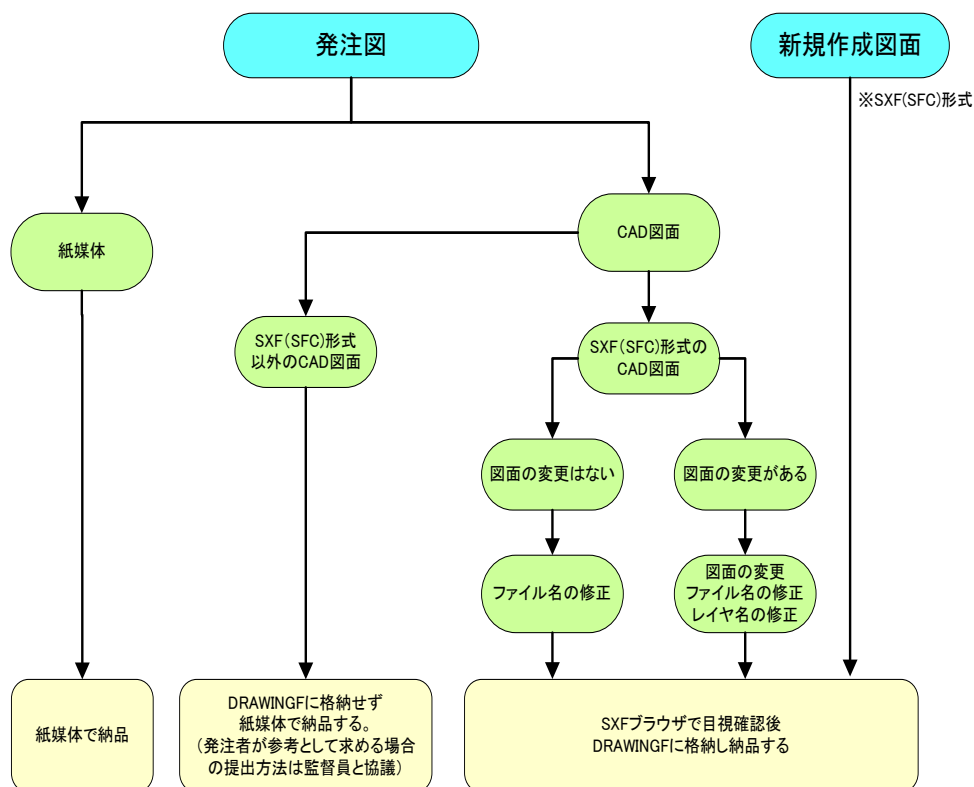 発注図
新規作成図面
※SXF(SFC)形式
紙媒体
CAD図面
SXF(SFC)形式
以外のCAD図面
SXF(SFC)形式の
CAD図面
図面の変更はない
図面の変更がある
ファイル名の修正
図面の変更
ファイル名の修正
レイヤ名の修正
紙媒体で納品
DRAWINGFに格納せず
紙媒体で納品する。
(発注者が参考として求める場合
の提出方法は監督員と協議)
SXFブラウザで目視確認後
DRAWINGFに格納し納品する